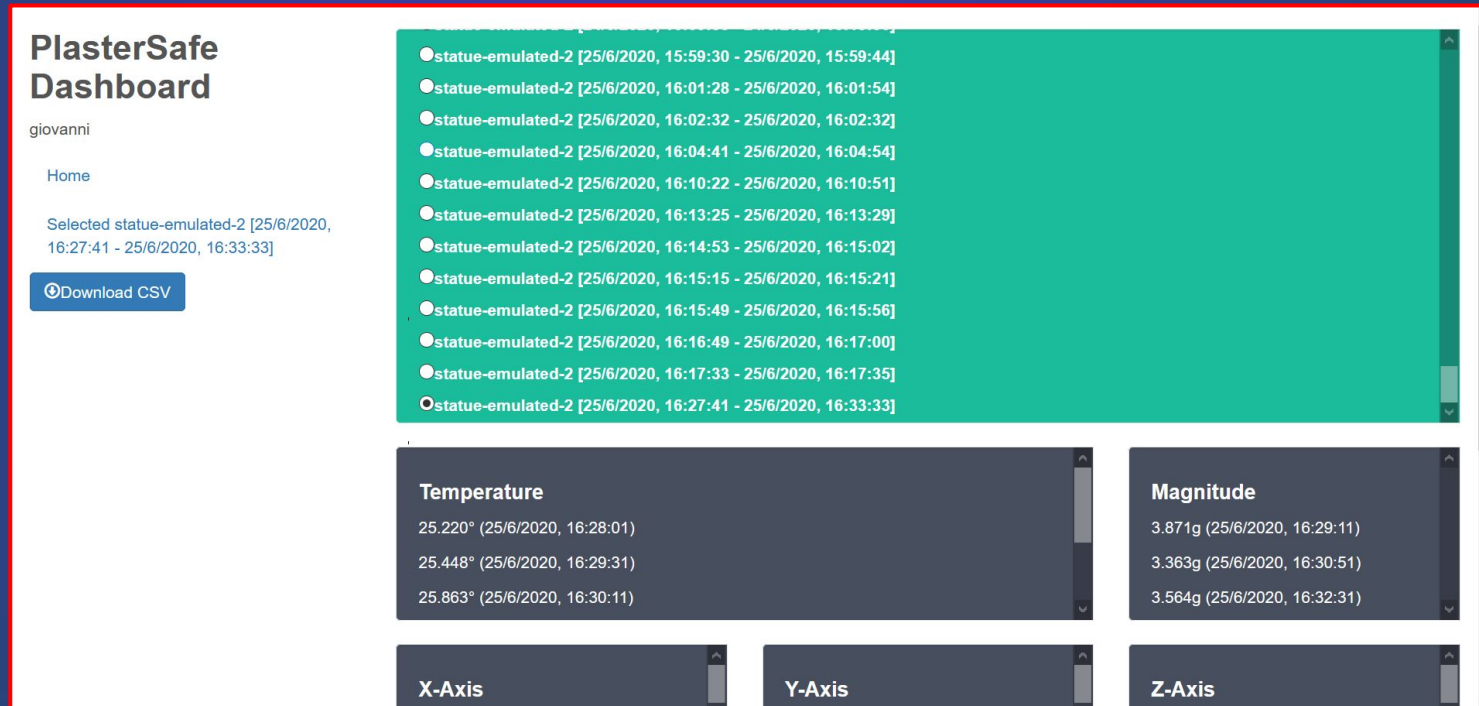 PlasterSafe
Dashboard
giovanni
Home
Selected statue-emulated-2 [25/6/2020,
16:27:41 - 25/6/2020, 16:33:33]
Download CSV
statue-emulated-2 [25/6/2020, 15:59:30 - 25/6/2020, 15:59:44]
statue-emulated-2 [25/6/2020, 16:01:28 - 25/6/2020, 16:01:54]
statue-emulated-2 [25/6/2020, 16:02:32 - 25/6/2020, 16:02:32]
statue-emulated-2 [25/6/2020, 16:04:41 - 25/6/2020, 16:04:54]
statue-emulated-2 [25/6/2020, 16:10:22 - 25/6/2020, 16:10:51]
statue-emulated-2 [25/6/2020, 16:13:25 - 25/6/2020, 16:13:29]
statue-emulated-2 [25/6/2020, 16:14:53 - 25/6/2020, 16:15:02]
statue-emulated-2 [25/6/2020, 16:15:15 - 25/6/2020, 16:15:21]
statue-emulated-2 [25/6/2020, 16:15:49 - 25/6/2020, 16:15:56]
statue-emulated-2 [25/6/2020, 16:16:49 - 25/6/2020, 16:17:00]
statue-emulated-2 [25/6/2020, 16:17:33 - 25/6/2020, 16:17:35]
statue-emulated-2 [25/6/2020, 16:27:41 - 25/6/2020, 16:33:33]
Temperature
25.220° (25/6/2020, 16:28:01)
25.448° (25/6/2020, 16:29:31)
25.863° (25/6/2020, 16:30:11)
Magnitude
3.871g (25/6/2020, 16:29:11)
3.363g (25/6/2020, 16:30:51)
3.564g (25/6/2020, 16:32:31)
X-Axis
Y-Axis
Z-Axis